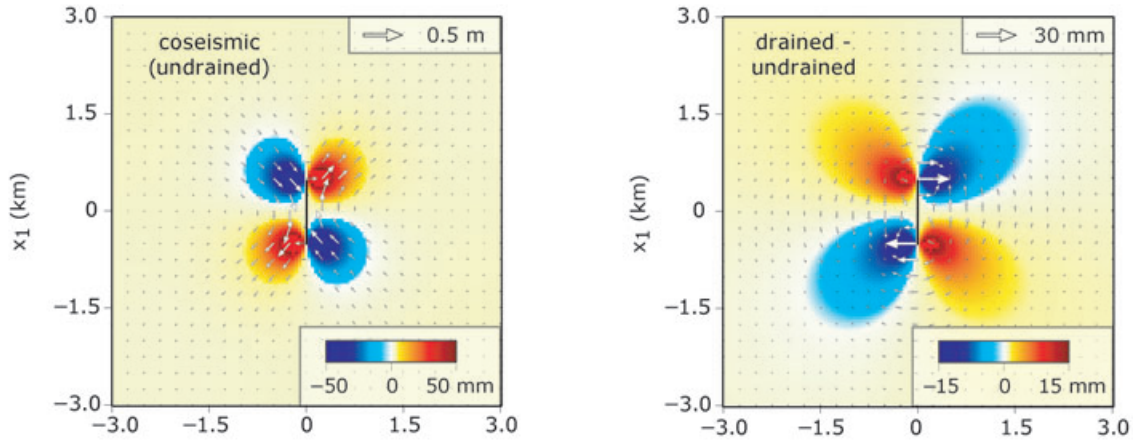 3.0
0.5 m
coseismic
(undrained)
1.5
x1 (km)
0
−1.5
−50 0 50 mm
−3.0
−3.0 −1.5 0 1.5 3.0
3.0
30 mm
drained -
undrained
1.5
x1 (km)
0
−1.5
-15 0 15 mm
−3.0
−3.0 −1.5 0 1.5 3.0